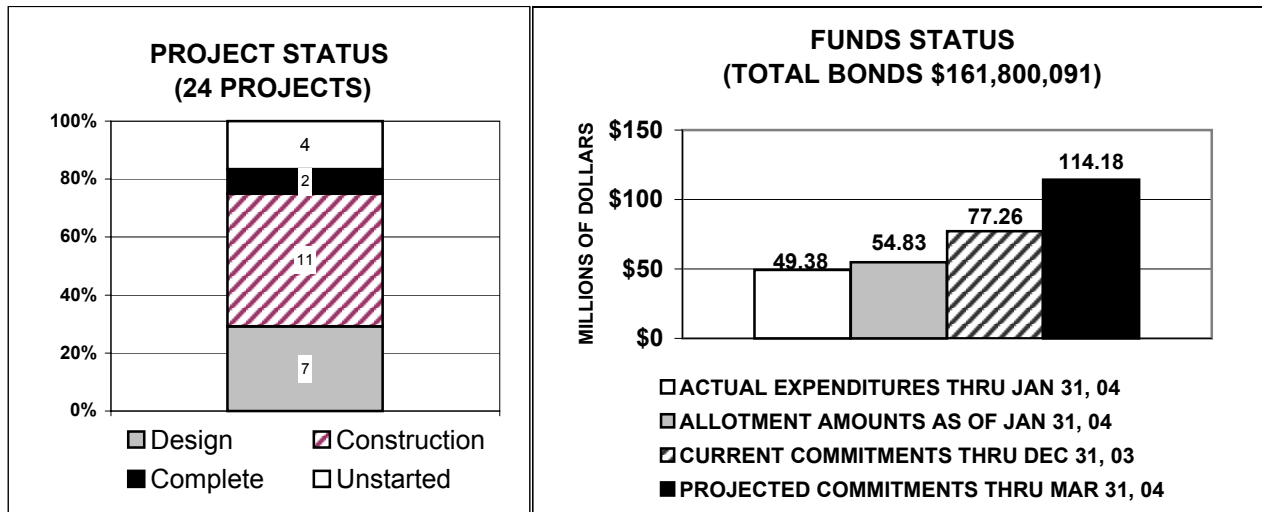 PROJECT STATUS
(24 PROJECTS)
100%
80%
60%
40%
20%
0%
4
2
11
7
Design Construction
Complete Unstarted
FUNDS STATUS
(TOTAL BONDS $161,800,091)
MILLIONS OF DOLLARS
$150
$100
$50
$0
49.38
54.83
77.26
114.18
ACTUAL EXPENDITURES THRU JAN 31, 04
ALLOTMENT AMOUNTS AS OF JAN 31, 04
CURRENT COMMITMENTS THRU DEC 31, 03
PROJECTED COMMITMENTS THRU MAR 31, 04